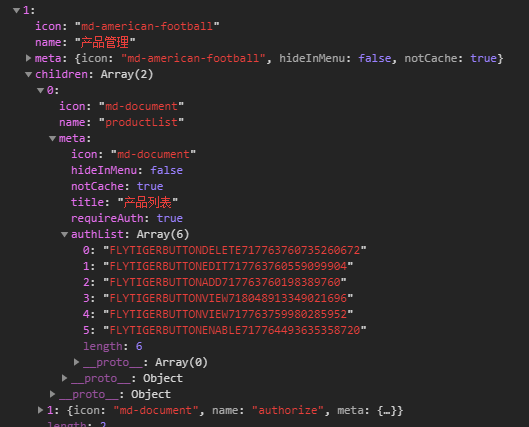 1:
icon: "md-american-football"
name: "产品管理"
meta: {icon: "md-american-football", hideInMenu: false, notCache: true}
children: Array(2)
0:
icon: "md-document"
name: "productList"
meta:
icon: "md-document"
hideInMenu: false
notCache: true
title: "产品列表"
requireAuth: true
authList: Array(6)
0: "FLYTIGERBUTTONDELETE717763760735260672"
1: "FLYTIGERBUTTONEDIT717763760559099904"
2: "FLYTIGERBUTTONADD717763760198389760"
3: "FLYTIGERBUTTONVIEW718048913349021696"
4: "FLYTIGERBUTTONVIEW717763759980285952"
5: "FLYTIGERBUTTONENABLE717764493635358720"
length: 6
__proto__: Array(0)
__proto__: Object
__proto__: Object
1: {icon: "md-document", name: "authorize", meta: {…}}
length: 2